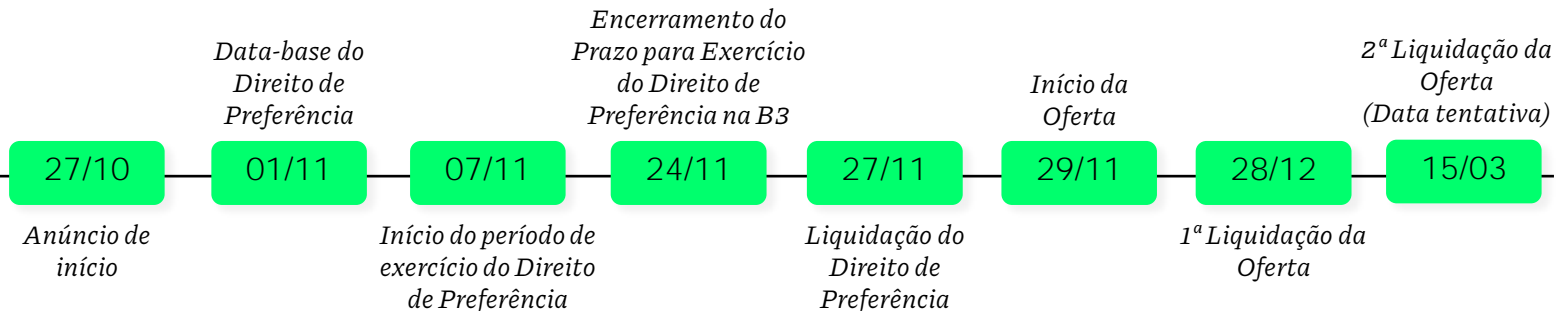 Encerramento do
Prazo para Exercício
do Direito de
Preferência na B3
Data-base do
Direito de
Preferência
Início da
Oferta
2ª Liquidação da
Oferta
(Data tentativa)
27/10
01/11
07/11
24/11
27/11
29/11
28/12
15/03
Anúncio de
início
Início do período de
exercício do Direito
de Preferência
Liquidação do
Direito de
Preferência
1ª Liquidação da
Oferta